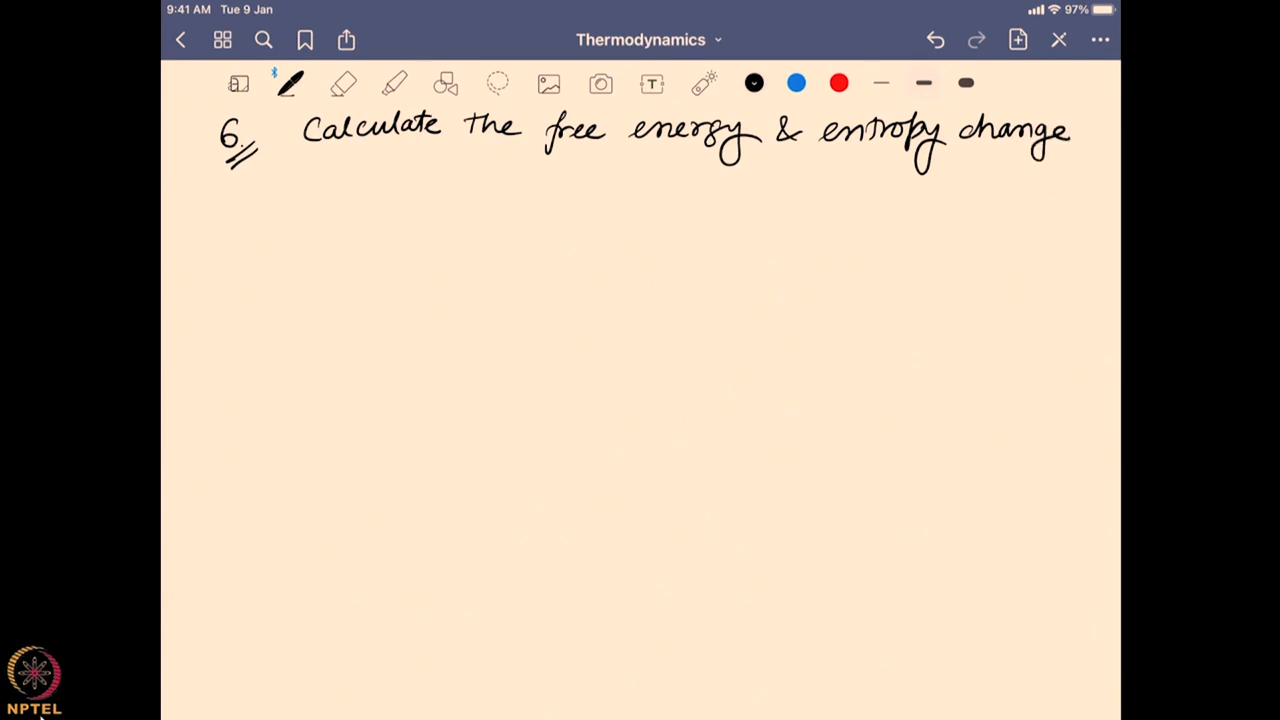 9:41 AM Tue 9 Jan 97%
Thermodynamics
T
6. Calculate the free energy & entropy change
NPTEL